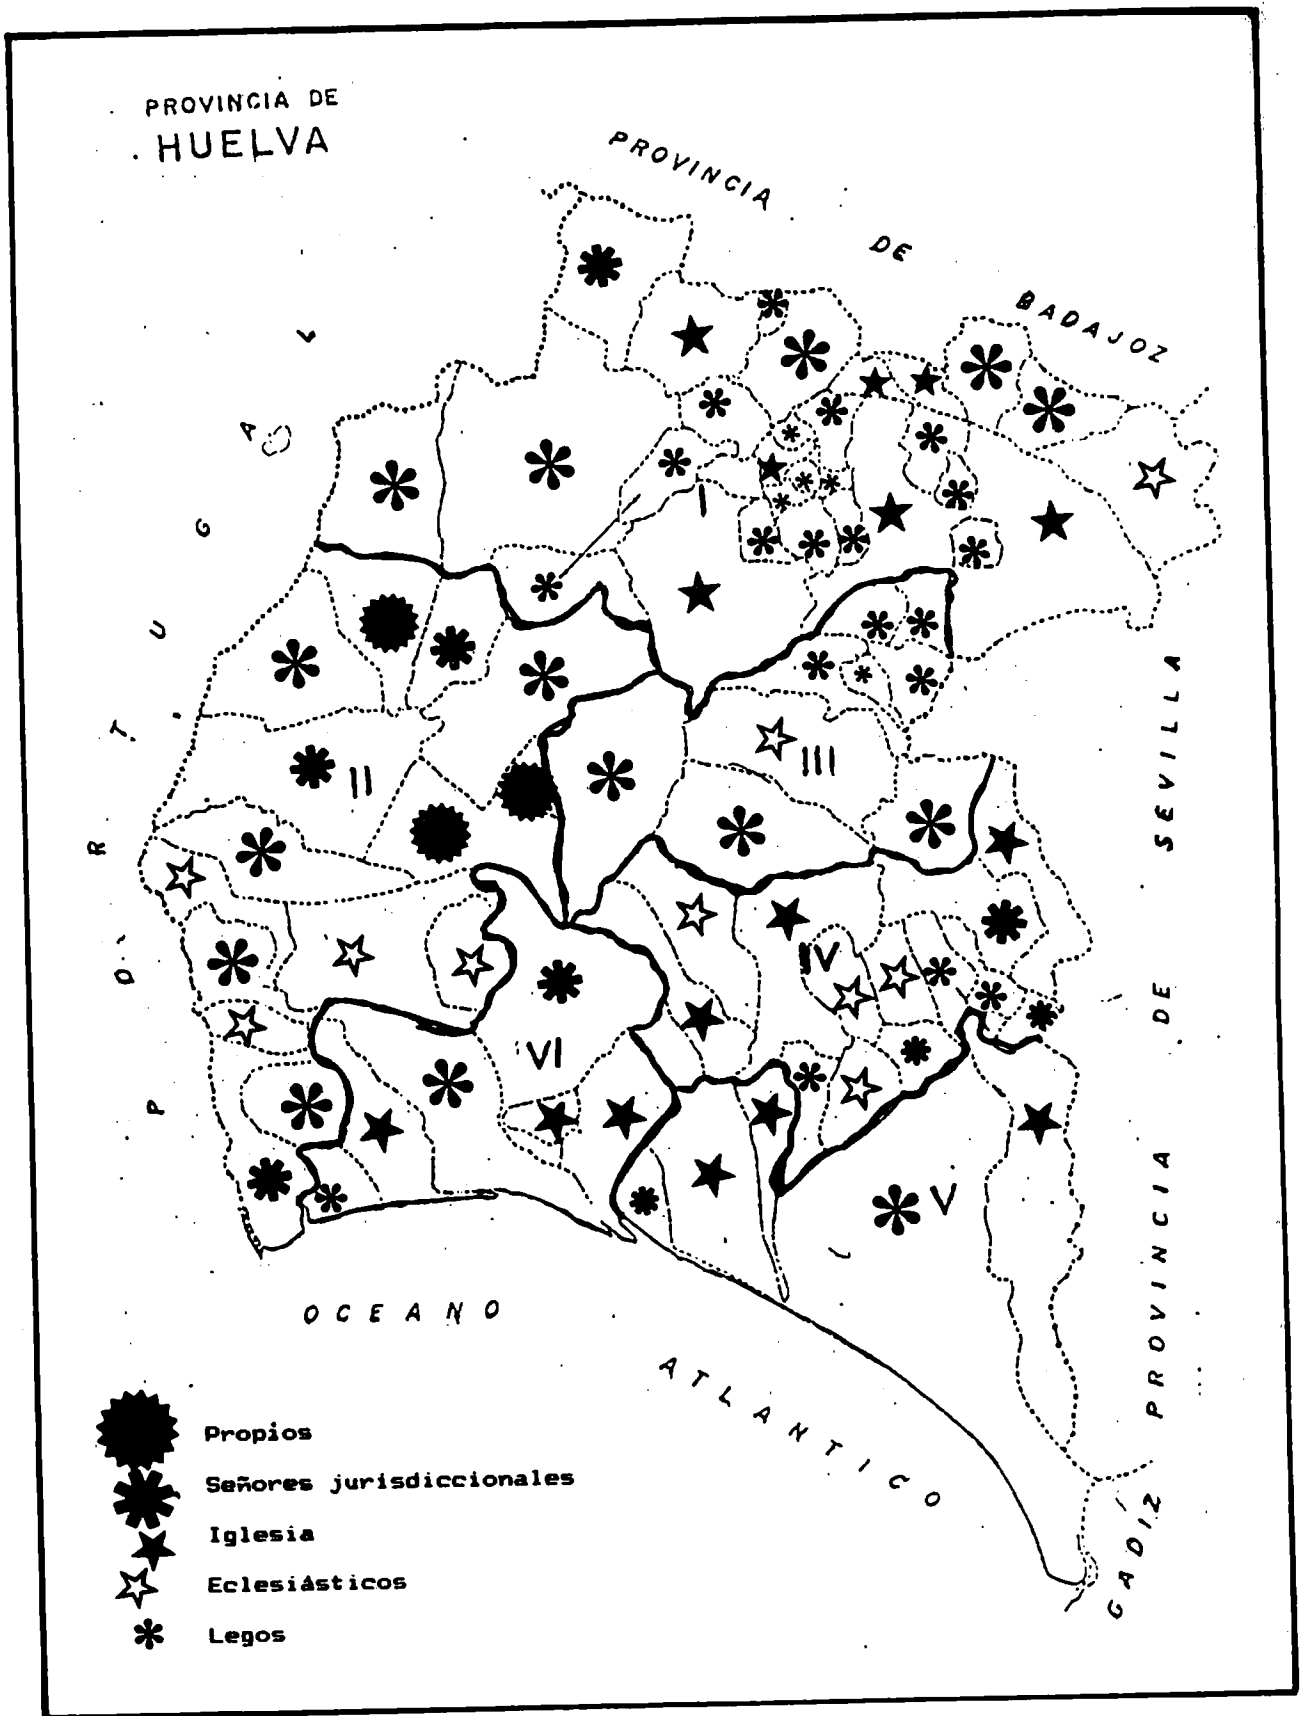 PROVINCIA DE
HUELVA
PROVINCIA DE BADAJOZ
PORTUGAL
I
II
III
IV
V
VI
PROVINCIA DE SEVILLA
OCEANO ATLANTICO
CADIZ
Propios
Señores jurisdiccionales
Iglesia
Eclesiásticos
Legos